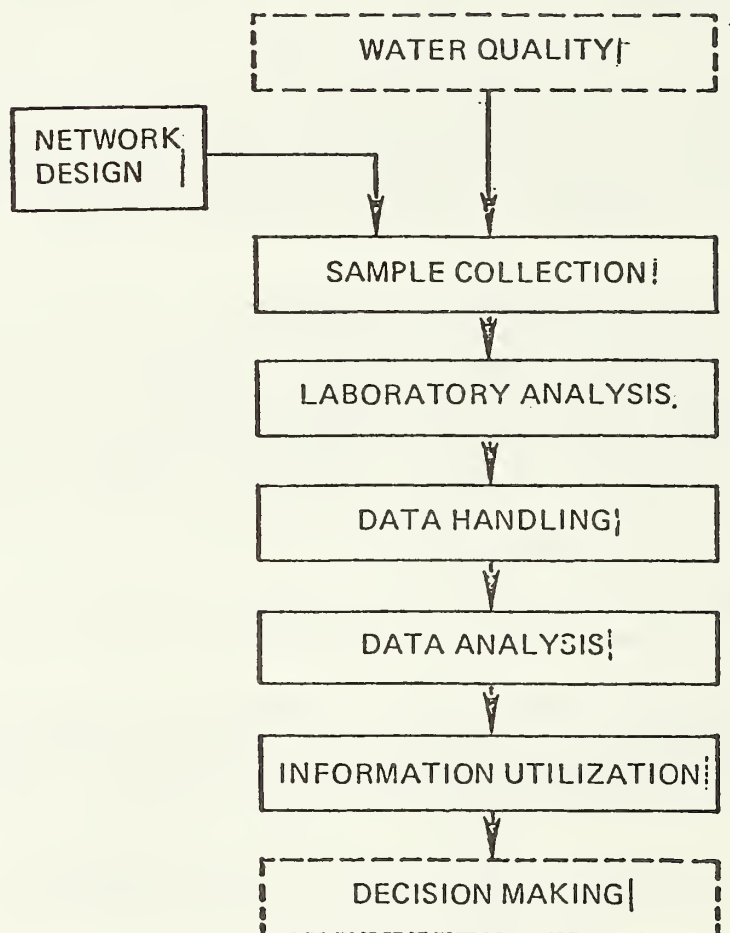 WATER QUALITY
NETWORK
DESIGN
SAMPLE COLLECTION
LABORATORY ANALYSIS
DATA HANDLING
DATA ANALYSIS
INFORMATION UTILIZATION
DECISION MAKING